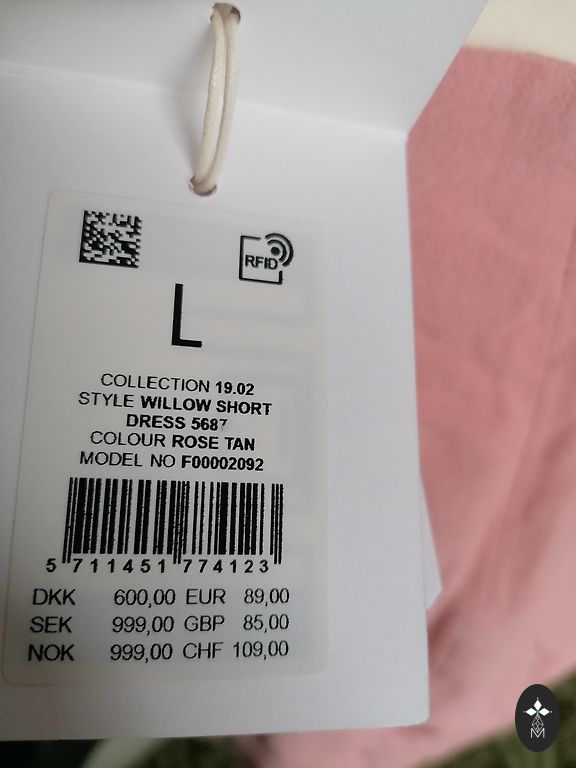 RFID
L
COLLECTION 19.02
STYLE WILLOW SHORT
DRESS 5687
COLOUR ROSE TAN
MODEL NO F00002092
5 711451 774123
DKK 600,00 EUR 89,00
SEK 999,00 GBP 85,00
NOK 999,00 CHF 109,00
M